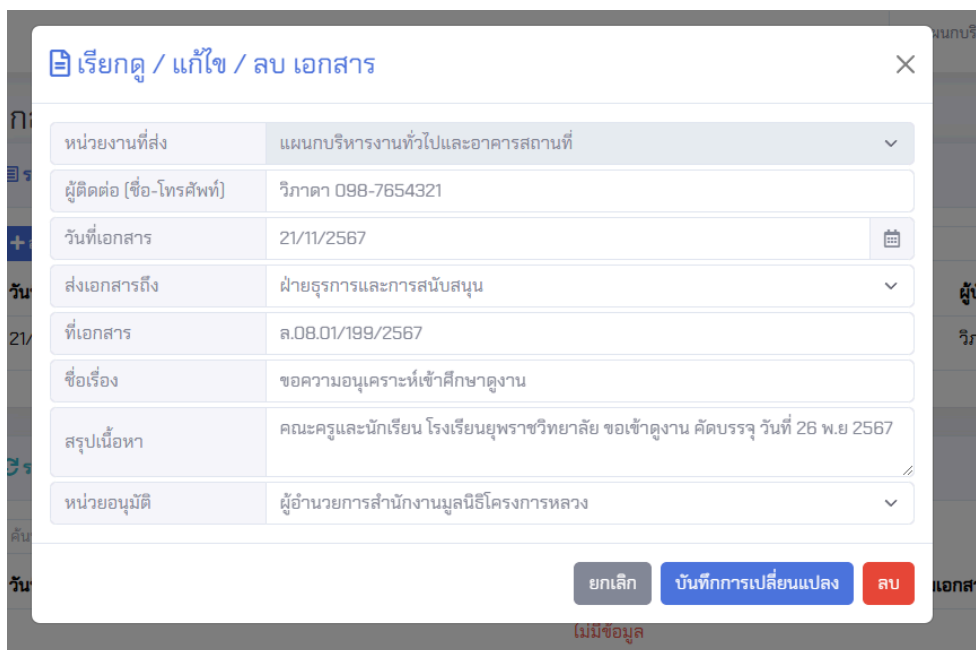 เรียกดู / แก้ไข / ลบ เอกสาร
หน่วยงานที่ส่ง แผนกบริหารงานทั่วไปและอาคารสถานที่
ผู้ติดต่อ (ชื่อ-โทรศัพท์) วิภาดา 098-7654321
วันที่เอกสาร 21/11/2567
ส่งเอกสารถึง ฝ่ายธุรการและการสนับสนุน
ที่เอกสาร ล.08.01/199/2567
ชื่อเรื่อง ขอความอนุเคราะห์เข้าศึกษาดูงาน
สรุปเนื้อหา คณะครูและนักเรียน โรงเรียนยุพราชวิทยาลัย ขอเข้าดูงาน คัดบรรจุ วันที่ 26 พ.ย 2567
หน่วยอนุมัติ ผู้อำนวยการสำนักงานมูลนิธิโครงการหลวง
ยกเลิก บันทึกการเปลี่ยนแปลง ลบ
ไม่มีข้อมูล